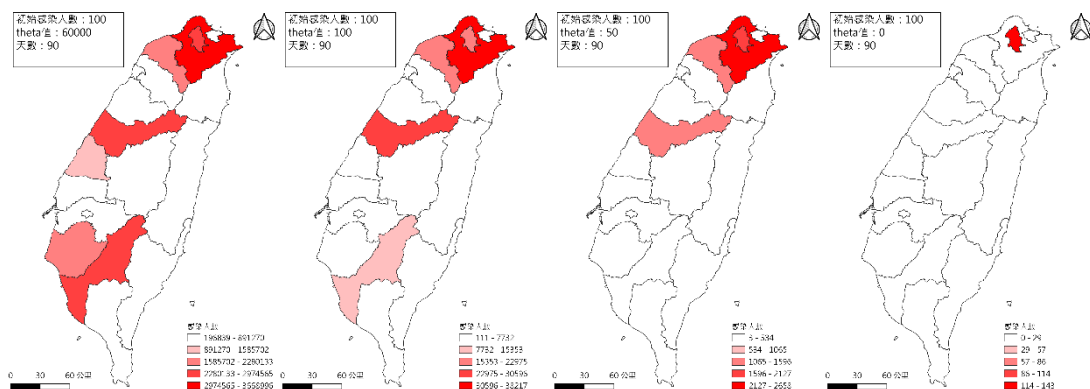 初始感染人數：100
theta值：60000
天數：90
初始感染人數：100
theta值：100
天數：90
初始感染人數：100
theta值：50
天數：90
初始感染人數：100
theta值：0
天數：90
感染人數
891270 - 1585702
1585702 - 2280133
2280133 - 2974565
0 60 公里
感染人數
111 - 7732
7732 - 15353
15353 - 22975
22975 - 30596
30596 - 38217
0 30 60 公里
感染人數
534 - 1065
1065 - 1596
1596 - 2127
2127 - 2658
0 30 60 公里
感染人數
0 - 29
29 - 57
57 - 86
86 - 114
114 - 143
0 30 60 公里